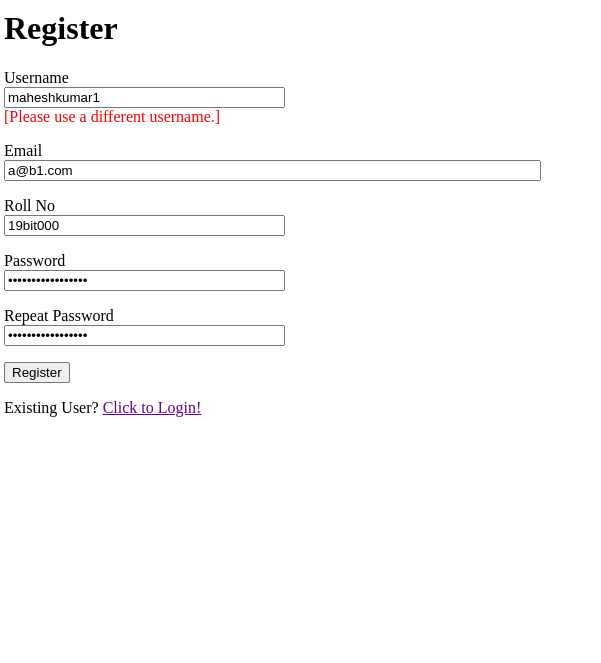 Register
Username
maheshkumar1
[Please use a different username.]
Email
a@b1.com
Roll No
19bit000
Password
•••••••••••••••••
Repeat Password
•••••••••••••••••
Register
Existing User? Click to Login!